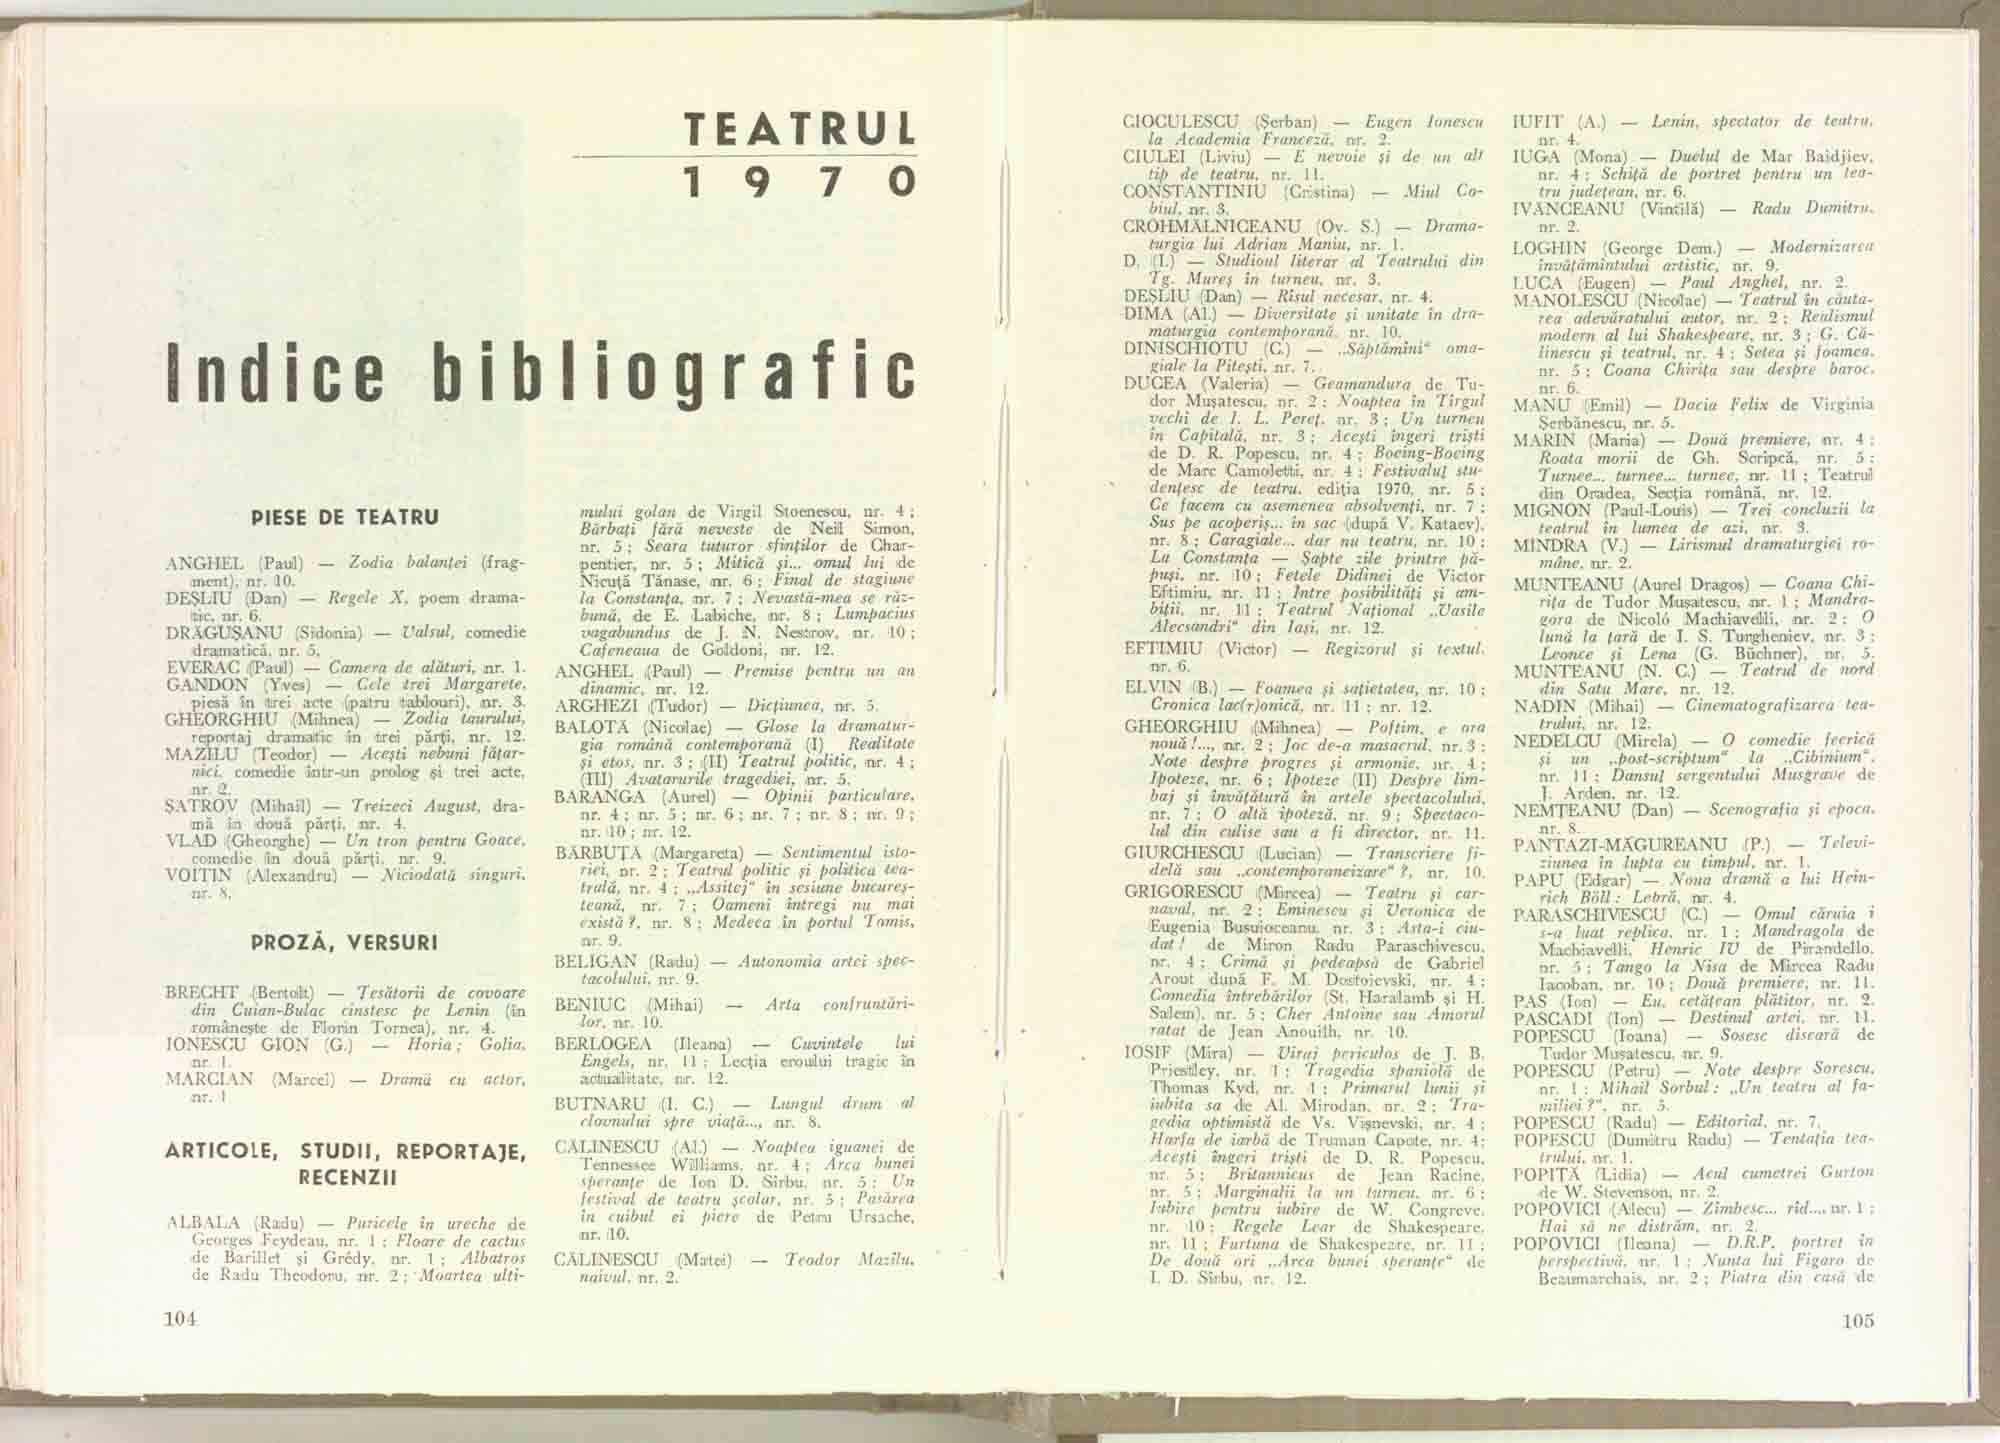 TEATRUL
1970
Indice bibliografic
PIESE DE TEATRU
ANGHEL (Paul) — Zodia balanței (frag-
ment), nr. 10.
DEȘLIU (Dan) — Regele X, poem drama-
tic, nr. 6.
DRĂGUȘANU (Sidonia) — Valsul, comedie
dramatică, nr. 5.
EVERAC (Paul) — Camera de alături, nr. 1.
GANDON (Yves) — Cele trei Margarete,
piesă în trei acte (patru tablouri), nr. 3.
GHEORGHIU (Mihnea) — Zodia taurului,
reportaj dramatic în trei părți, nr. 12.
MAZILU (Teodor) — Acești nebuni fățar-
nici, comedie într-un prolog și trei acte,
nr. 2.
ȘATROV (Mihail) — Treizeci August, dra-
mă în două părți, nr. 4.
VLAD (Gheorghe) — Un tron pentru Goace,
comedie în două părți, nr. 9.
VOITIN (Alexandru) — Niciodată singuri,
nr. 8.
PROZĂ, VERSURI
BRECHT (Bertolt) — Țesătorii de covoare
din Cuian-Bulac cinstesc pe Lenin (în
românește de Florin Tornea), nr. 4.
IONESCU GION (G.) — Horia; Golia,
nr. 1.
MARCIAN (Marcel) — Dramă cu actor,
nr. 1
ARTICOLE, STUDII, REPORTAJE,
RECENZII
ALBALA (Radu) — Puricele în ureche de
Georges Feydeau, nr. 1 ; Floare de cactus
de Barillet și Grédy, nr. 1 ; Albatros
de Radu Theodoru, nr. 2 ; Moartea ulti-
104
mului golan de Virgil Stoenescu, nr. 4 ;
Bărbați fără neveste de Neil Simon,
nr. 5 ; Seara tuturor sfinților de Char-
pentier, nr. 5 ; Mitică și... omul lui de
Nicuță Tănase, nr. 6 ; Final de stagiune
la Constanța, nr. 7 ; Nevastă-mea se răz-
bună, de E. Labiche, nr. 8 ; Lumpacius
vagabundus de J. N. Nestrov, nr. 10 ;
Cafeneaua de Goldoni, nr. 12.
ANGHEL (Paul) — Premise pentru un an
dinamic, nr. 12.
ARGHEZI (Tudor) — Dicțiunea, nr. 5.
BALOTĂ (Nicolae) — Glose la dramatur-
gia română contemporană (I) Realitate
și etos, nr. 3 ; (II) Teatrul politic, nr. 4 ;
(III) Avatarurile tragediei, nr. 5.
BARANGA (Aurel) — Opinii particulare,
nr. 4 ; nr. 5 ; nr. 6 ; nr. 7 ; nr. 8 ; nr. 9 ;
nr. 10 ; nr. 12.
BĂRBUȚĂ (Margareta) — Sentimentul isto-
riei, nr. 2 ; Teatrul politic și politica tea-
trală, nr. 4 ; „Assitej“ în sesiune bucureș-
teană, nr. 7 ; Oameni întregi nu mai
există ?, nr. 8 ; Medeea în portul Tomis,
nr. 9.
BELIGAN (Radu) — Autonomia artei spec-
tacolului, nr. 9.
BENIUC (Mihai) — Arta confruntări-
lor, nr. 10.
BERLOGEA (Ileana) — Cuvintele lui
Engels, nr. 11 ; Lecția eroului tragic în
actualitate, nr. 12.
BUTNARU (I. C.) — Lungul drum al
clovnului spre viață..., nr. 8.
CĂLINESCU (Al.) — Noaptea iguanei de
Tennessee Williams, nr. 4 ; Arca bunei
speranțe de Ion D. Sîrbu, nr. 5 ; Un
festival de teatru școlar, nr. 5 ; Pasărea
în cuibul ei piere de Petru Ursache,
nr. 10.
CĂLINESCU (Matei) — Teodor Mazilu,
naivul, nr. 2.
CIOCULESCU (Șerban) — Eugen Ionescu
la Academia Franceză, nr. 2.
CIULEI (Liviu) — E nevoie și de un alt
tip de teatru, nr. 11.
CONSTANTINIU (Cristina) — Miul Co-
biul, nr. 3.
CROHMĂLNICEANU (Ov. S.) — Drama-
turgia lui Adrian Maniu, nr. 1.
D. (I.) — Studioul literar al Teatrului din
Tg. Mureș în turneu, nr. 3.
DEȘLIU (Dan) — Rîsul necesar, nr. 4.
DIMA (Al.) — Diversitate și unitate în dra-
maturgia contemporană, nr. 10.
DINISCHIOTU (C.) — „Săptămîni“ oma-
giale la Pitești, nr. 7.
DUCEA (Valeria) — Geamandura de Tu-
dor Mușatescu, nr. 2 ; Noaptea în Tîrgul
vechi de I. L. Pereț, nr. 3 ; Un turneu
în Capitală, nr. 3 ; Acești îngeri triști
de D. R. Popescu, nr. 4 ; Boeing-Boeing
de Marc Camoletti, nr. 4 ; Festivalul stu-
dențesc de teatru, ediția 1970, nr. 5 ;
Ce facem cu asemenea absolvenți, nr. 7 ;
Sus pe acoperiș... în sac (după V. Kataev),
nr. 8 ; Caragiale... dar nu teatru, nr. 10 ;
La Constanța — Șapte zile printre pă-
puși, nr. 10 ; Fetele Didinei de Victor
Eftimiu, nr. 11 ; Între posibilități și am-
biții, nr. 11 ; Teatrul Național „Vasile
Alecsandri“ din Iași, nr. 12.
EFTIMIU (Victor) — Regizorul și textul,
nr. 6.
ELVIN (B.) — Foamea și sațietatea, nr. 10 ;
Cronica lac(r)onică, nr. 11 ; nr. 12.
GHEORGHIU (Mihnea) — Poftim, e ora
nouă !..., nr. 2 ; Joc de-a masacrul, nr. 3 ;
Note despre progres și armonie, nr. 4 ;
Ipoteze, nr. 6 ; Ipoteze (II) Despre lim-
baj și învățătură în artele spectacolului,
nr. 7 ; O altă ipoteză, nr. 9 ; Spectaco-
lul din culise sau a fi director, nr. 11.
GIURCHESCU (Lucian) — Transcriere fi-
delă sau „contemporaneizare“ ?, nr. 10.
GRIGORESCU (Mircea) — Teatru și car-
naval, nr. 2 ; Eminescu și Veronica de
Eugenia Busuioceanu, nr. 3 ; Asta-i ciu-
dat ! de Miron Radu Paraschivescu,
nr. 4 ; Crimă și pedeapsă de Gabriel
Arout după F. M. Dostoievski, nr. 4 ;
Comedia întrebărilor (St. Haralamb și H.
Salem), nr. 5 ; Cher Antoine sau Amorul
ratat de Jean Anouilh, nr. 10.
IOSIF (Mira) — Viraj periculos de J. B.
Priestley, nr. 1 ; Tragedia spaniolă de
Thomas Kyd, nr. 1 ; Primarul lunii și
iubita sa de Al. Mirodan, nr. 2 ; Tra-
gedia optimistă de Vs. Vișnevski, nr. 4 ;
Harfa de iarbă de Truman Capote, nr. 4;
Acești îngeri triști de D. R. Popescu,
nr. 5 ; Britannicus de Jean Racine,
nr. 5 ; Marginalii la un turneu, nr. 6 ;
Iubire pentru iubire de W. Congreve,
nr. 10 ; Regele Lear de Shakespeare,
nr. 11 ; Furtuna de Shakespeare, nr. 11 ;
De două ori „Arca bunei speranțe“ de
I. D. Sîrbu, nr. 12.
IUFIT (A.) — Lenin, spectator de teatru,
nr. 4.
IUGA (Mona) — Duelul de Mar Baidjiev,
nr. 4 ; Schiță de portret pentru un tea-
tru județean, nr. 6.
IVĂNCEANU (Vintilă) — Radu Dumitru,
nr. 2.
LOGHIN (George Dem.) — Modernizarea
învățămîntului artistic, nr. 9.
LUCA (Eugen) — Paul Anghel, nr. 2.
MANOLESCU (Nicolae) — Teatrul în căuta-
rea adevăratului autor, nr. 2 ; Realismul
modern al lui Shakespeare, nr. 3 ; G. Că-
linescu și teatrul, nr. 4 ; Setea și foamea,
nr. 5 ; Coana Chirița sau despre baroc,
nr. 6.
MANU (Emil) — Dacia Felix de Virginia
Șerbănescu, nr. 5.
MARIN (Maria) — Două premiere, nr. 4 ;
Roata morii de Gh. Scripcă, nr. 5 ;
Turnee... turnee... turnee, nr. 11 ; Teatrul
din Oradea, Secția română, nr. 12.
MIGNON (Paul-Louis) — Trei concluzii la
teatrul în lumea de azi, nr. 3.
MÎNDRA (V.) — Lirismul dramaturgiei ro-
mâne, nr. 2.
MUNTEANU (Aurel Dragoș) — Coana Chi-
rița de Tudor Mușatescu, nr. 1 ; Mandra-
gora de Nicoló Machiavelli, nr. 2 ; O
lună la țară de I. S. Turgheniev, nr. 3 ;
Leonce și Lena (G. Büchner), nr. 5.
MUNTEANU (N. C.) — Teatrul de nord
din Satu Mare, nr. 12.
NADIN (Mihai) — Cinematografizarea tea-
trului, nr. 12.
NEDELCU (Mirela) — O comedie feerică
și un „post-scriptum“ la „Cibinium“,
nr. 11 ; Dansul sergentului Musgrave de
J. Arden, nr. 12.
NEMȚEANU (Dan) — Scenografia și epoca,
nr. 8.
PANTAZI-MĂGUREANU (P.) — Televi-
ziunea în lupta cu timpul, nr. 1.
PAPU (Edgar) — Noua dramă a lui Hein-
rich Böll : Lebră, nr. 4.
PARASCHIVESCU (C.) — Omul căruia i
s-a luat replica, nr. 1 ; Mandragola de
Machiavelli, Henric IV de Pirandello,
nr. 5 ; Tango la Nisa de Mircea Radu
Iacoban, nr. 10 ; Două premiere, nr. 11.
PAS (Ion) — Eu, cetățean plătitor, nr. 2.
PASCADI (Ion) — Destinul artei, nr. 11.
POPESCU (Ioana) — Sosesc diseară de
Tudor Mușatescu, nr. 9.
POPESCU (Petru) — Note despre Sorescu,
nr. 1 ; Mihail Sorbul : „Un teatru al fa-
miliei ?“, nr. 5.
POPESCU (Radu) — Editorial, nr. 7.
POPESCU (Dumitru Radu) — Tentația tea-
trului, nr. 1.
POPIȚĂ (Lidia) — Acul cumetrei Gurton
de W. Stevenson, nr. 2.
POPOVICI (Alecu) — Zîmbesc... rîd..., nr. 1 ;
Hai să ne distrăm, nr. 2.
POPOVICI (Ileana) — D.R.P. portret în
perspectivă, nr. 1 ; Nunta lui Figaro de
Beaumarchais, nr. 2 ; Piatra din casă de
105